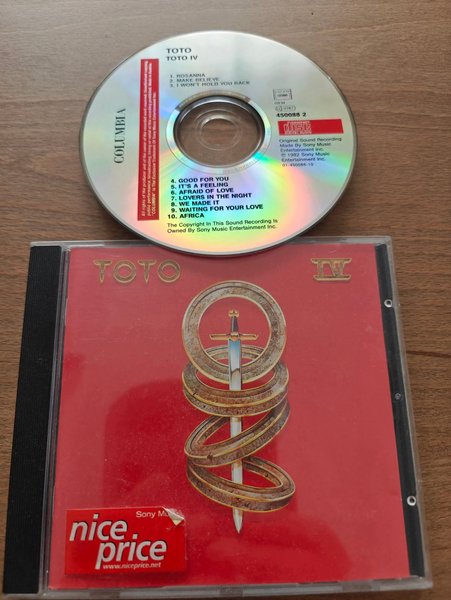 TOTO
TOTO IV
1. ROSANNA
2. MAKE BELIEVE
3. I WON'T HOLD YOU BACK
COLUMBIA
450088 2
Original Sound Recording
Made By Sony Music
Entertainment Inc.
℗ 1982 Sony Music
Entertainment Inc.
01-450088-10
4. GOOD FOR YOU
5. IT'S A FEELING
6. AFRAID OF LOVE
7. LOVERS IN THE NIGHT
8. WE MADE IT
9. WAITING FOR YOUR LOVE
10. AFRICA
The Copyright In This Sound Recording Is
Owned By Sony Music Entertainment Inc.
TOTO IV
Sony Mu
nice
price
www.niceprice.net